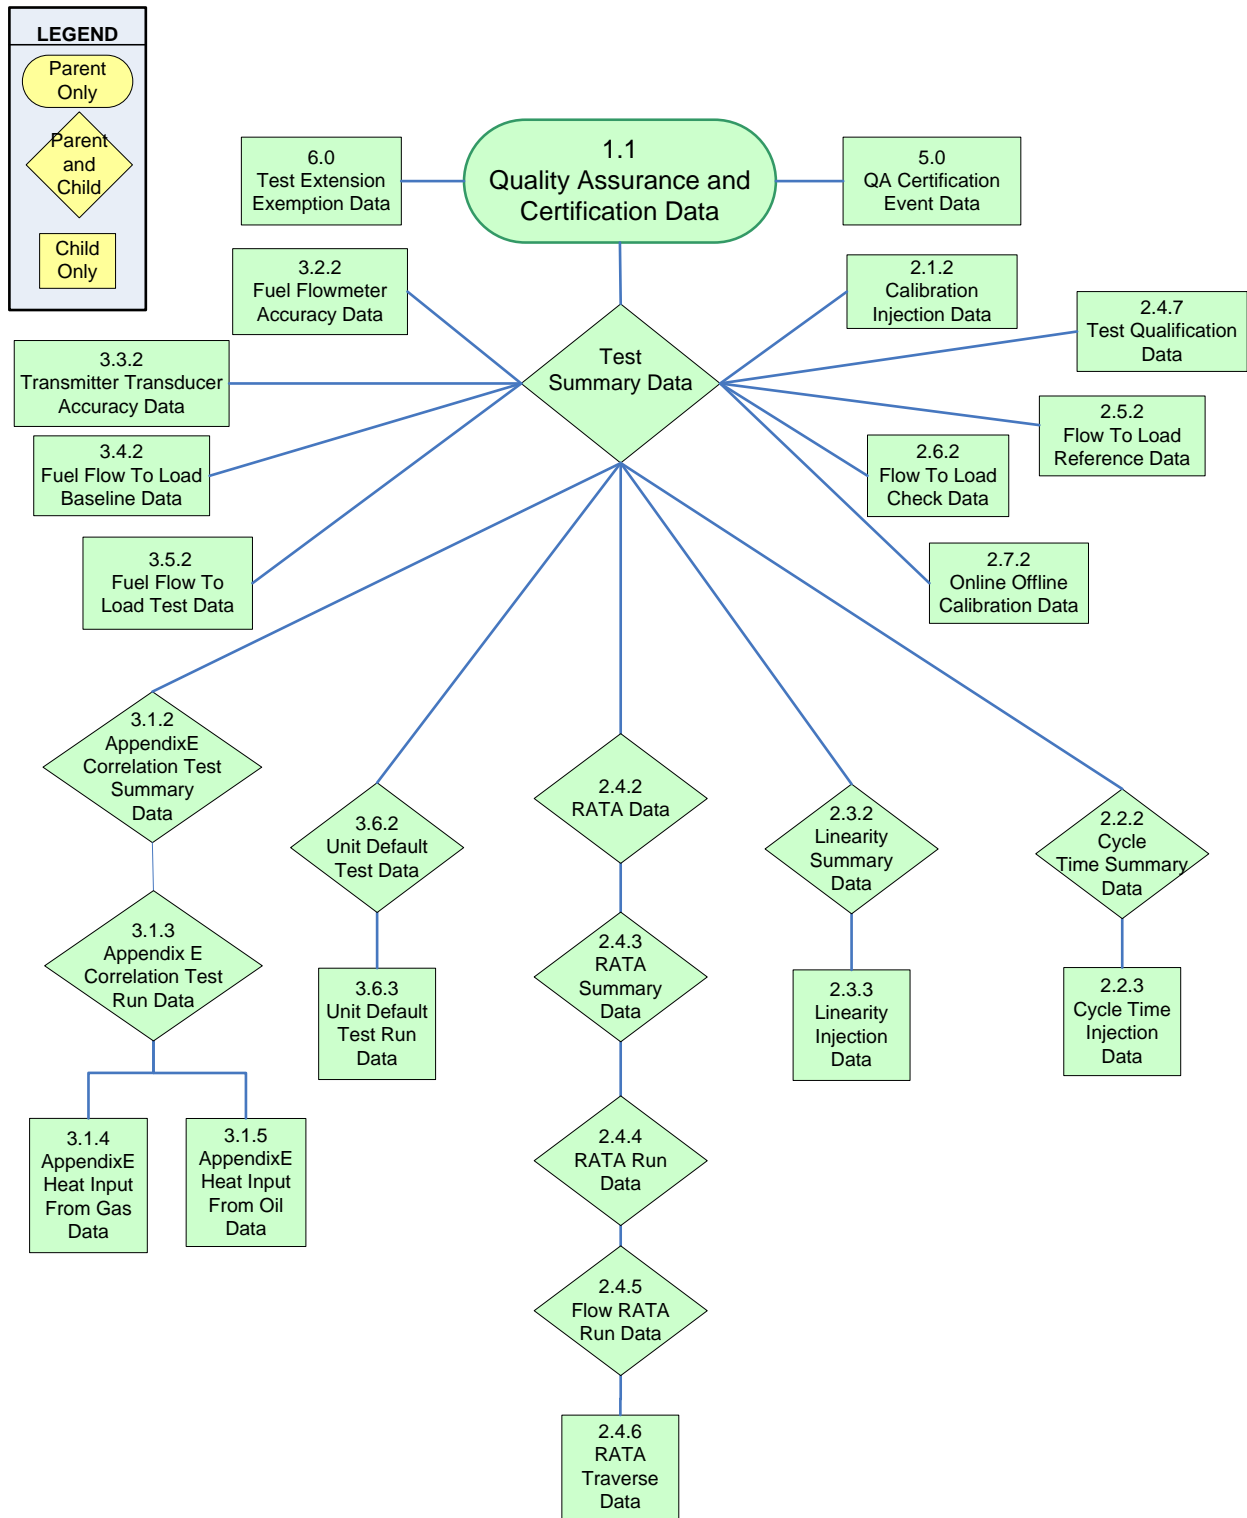 LEGEND
Parent
Only
Parent
and
Child
Child
Only
1.1
Quality Assurance and
Certification Data
6.0
Test Extension
Exemption Data
5.0
QA Certification
Event Data
3.2.2
Fuel Flowmeter
Accuracy Data
2.1.2
Calibration
Injection Data
2.4.7
Test Qualification
Data
Test
Summary Data
3.3.2
Transmitter Transducer
Accuracy Data
2.5.2
Flow To Load
Reference Data
3.4.2
Fuel Flow To Load
Baseline Data
2.6.2
Flow To Load
Check Data
3.5.2
Fuel Flow To
Load Test Data
2.7.2
Online Offline
Calibration Data
3.1.2
AppendixE
Correlation Test
Summary
Data
3.6.2
Unit Default
Test Data
2.4.2
RATA Data
2.3.2
Linearity
Summary
Data
2.2.2
Cycle
Time Summary
Data
3.1.3
Appendix E
Correlation Test
Run Data
3.6.3
Unit Default
Test Run
Data
2.4.3
RATA
Summary
Data
2.3.3
Linearity
Injection
Data
2.2.3
Cycle Time
Injection
Data
3.1.4
AppendixE
Heat Input
From Gas
Data
3.1.5
AppendixE
Heat Input
From Oil
Data
2.4.4
RATA Run
Data
2.4.5
Flow RATA
Run Data
2.4.6
RATA
Traverse
Data